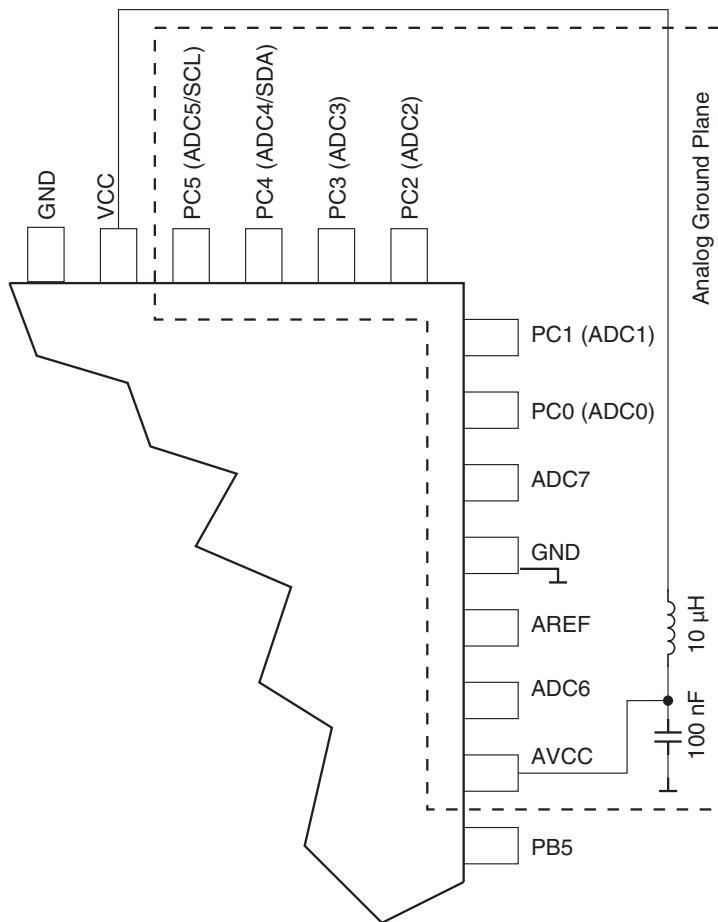 GND
VCC
PC5 (ADC5/SCL)
PC4 (ADC4/SDA)
PC3 (ADC3)
PC2 (ADC2)
Analog Ground Plane
PC1 (ADC1)
PC0 (ADC0)
ADC7
GND
AREF
10 μH
ADC6
100 nF
AVCC
PB5